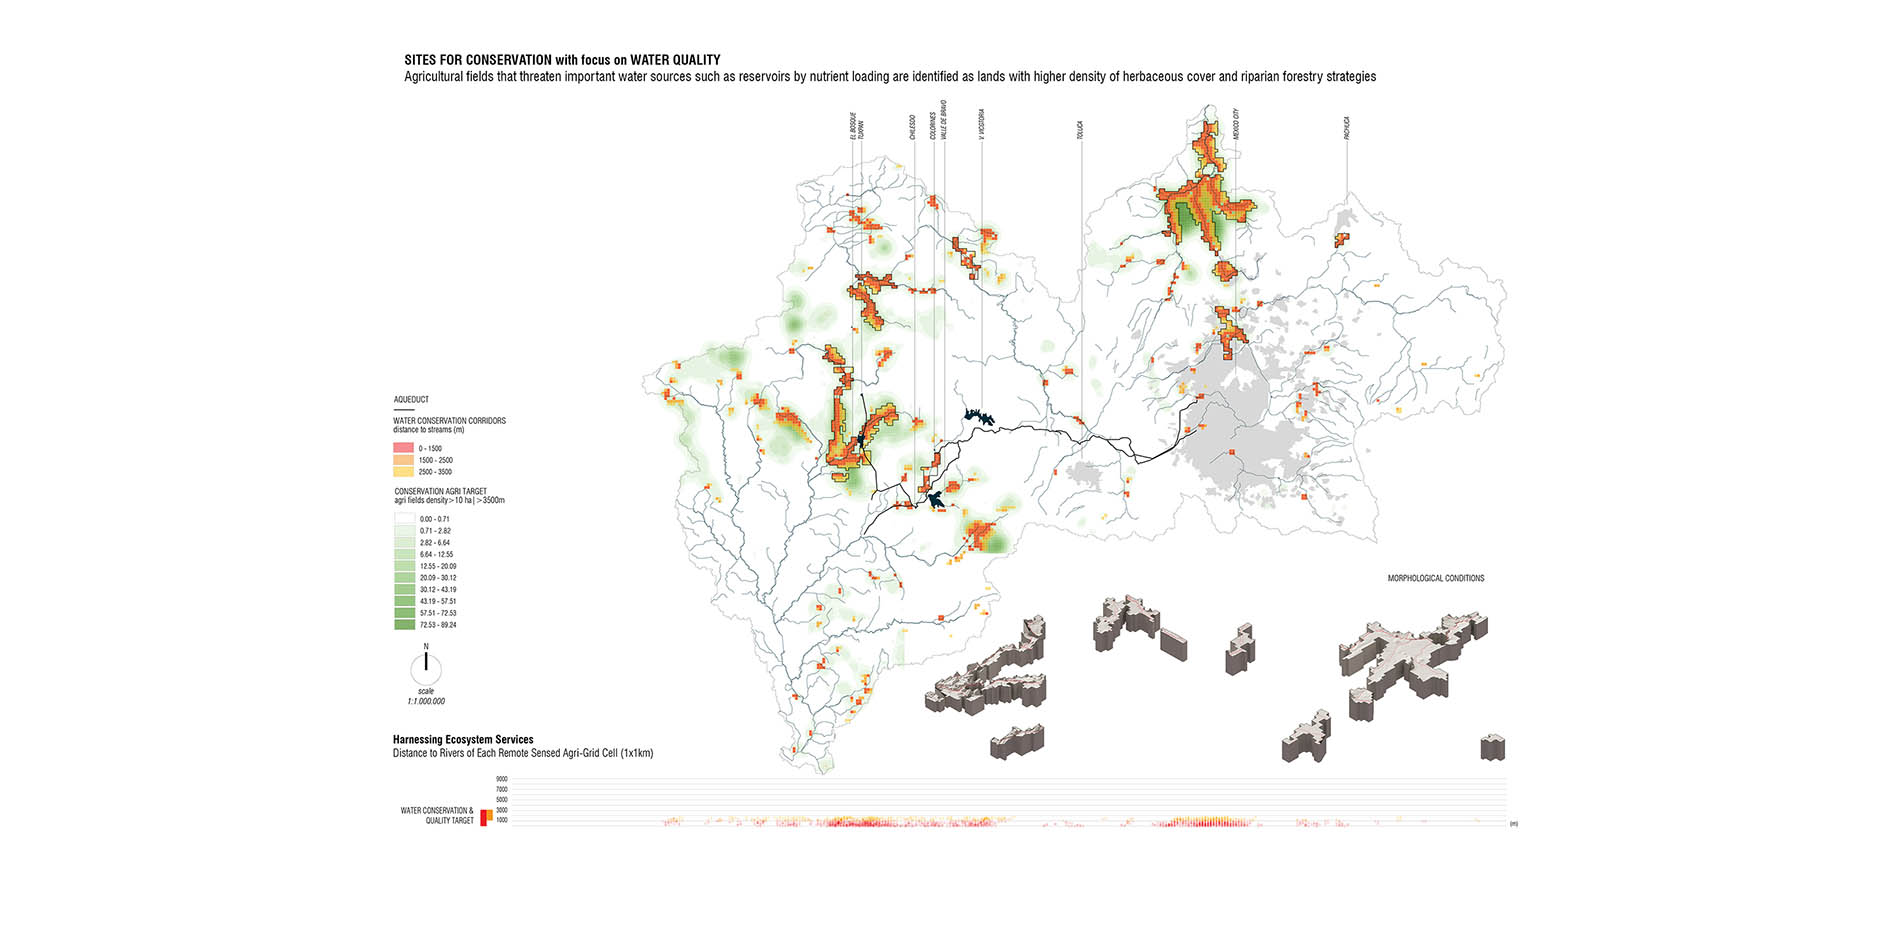 SITES FOR CONSERVATION with focus on WATER QUALITY
Agricultural fields that threaten important water sources such as reservoirs by nutrient loading are identified as lands with higher density of herbaceous cover and riparian forestry strategies
EL BOSQUE
TUXPAN
CHILESDO
COLORINES
VALLE DE BRAVO
V. VICOTORIA
TOLUCA
MEXICO CITY
PACHUCA
AQUEDUCT
WATER CONSERVATION CORRIDORS
distance to streams (m)
0 - 1500
1500 - 2500
2500 - 3500
CONSERVATION AGRI TARGET
agri fields density > 10 ha | > 3500m
0.00 - 0.71
0.71 - 2.82
2.82 - 6.64
6.64 - 12.55
12.55 - 20.09
20.09 - 30.12
30.12 - 43.19
43.19 - 57.51
57.51 - 72.53
72.53 - 89.24
N
scale
1:1.000.000
MORPHOLOGICAL CONDITIONS
Harnessing Ecosystem Services
Distance to Rivers of Each Remote Sensed Agri-Grid Cell (1x1km)
9000
7000
5000
3000
1000
WATER CONSERVATION &
QUALITY TARGET
(m)